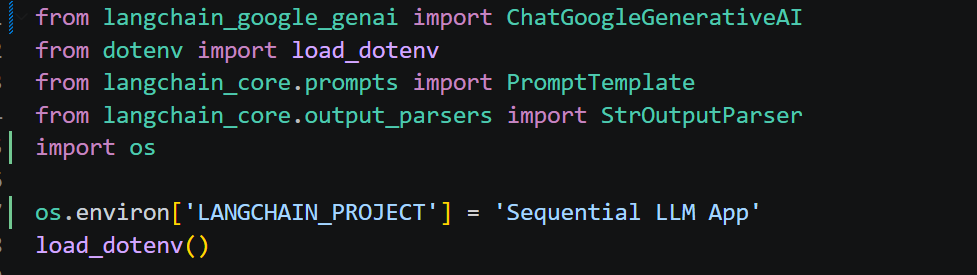 from langchain_google_genai import ChatGoogleGenerativeAI
from dotenv import load_dotenv
from langchain_core.prompts import PromptTemplate
from langchain_core.output_parsers import StrOutputParser
import os
os.environ['LANGCHAIN_PROJECT'] = 'Sequential LLM App'
load_dotenv()